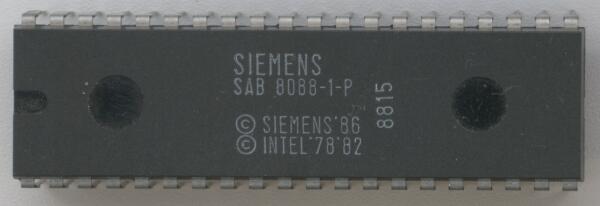 SIEMENS
SAB 8088-1-P
© SIEMENS '86
© INTEL '78 '82
8815